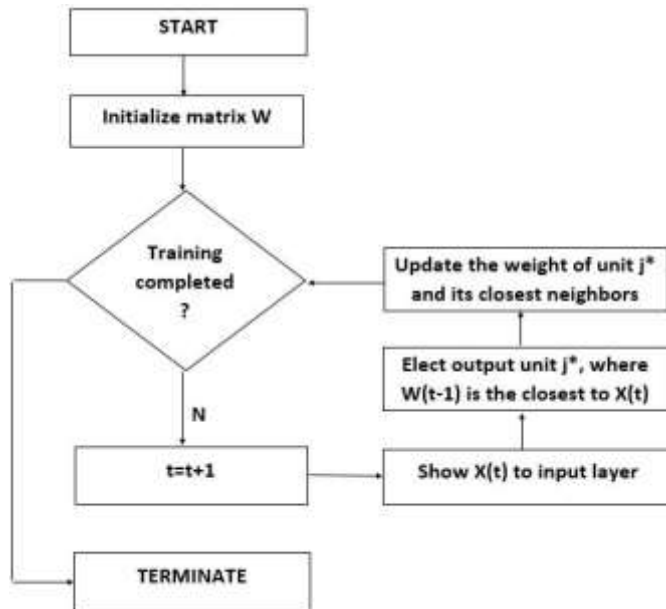 START
Initialize matrix W
Training
completed
?
N
t=t+1
Show X(t) to input layer
Elect output unit j*, where
W(t-1) is the closest to X(t)
Update the weight of unit j*
and its closest neighbors
TERMINATE